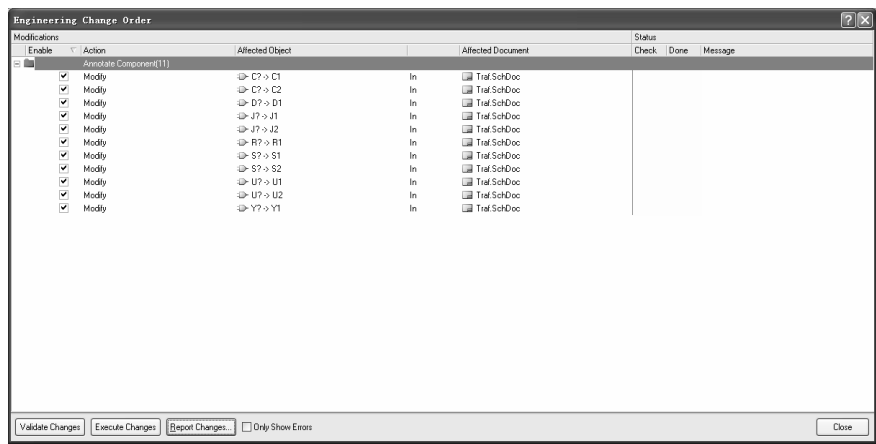 Engineering Change Order
Modifications Status
Enable Action Affected Object Affected Document Check Done Message
Annotate Component(11)
Modify C? -> C1 In Traf.SchDoc
Modify C? -> C2 In Traf.SchDoc
Modify D? -> D1 In Traf.SchDoc
Modify J? -> J1 In Traf.SchDoc
Modify J? -> J2 In Traf.SchDoc
Modify R? -> R1 In Traf.SchDoc
Modify S? -> S1 In Traf.SchDoc
Modify S? -> S2 In Traf.SchDoc
Modify U? -> U1 In Traf.SchDoc
Modify U? -> U2 In Traf.SchDoc
Modify Y? -> Y1 In Traf.SchDoc
Validate Changes Execute Changes Report Changes... Only Show Errors Close